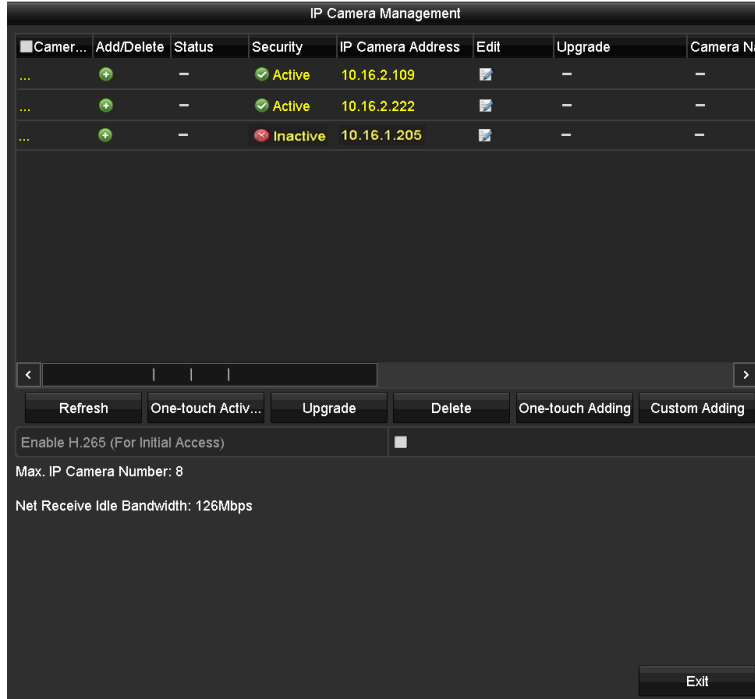 IP Camera Management
Camer... Add/Delete Status Security IP Camera Address Edit Upgrade Camera Na
... – Active 10.16.2.109 – –
... – Active 10.16.2.222 – –
... – Inactive 10.16.1.205 – –
Refresh One-touch Activ... Upgrade Delete One-touch Adding Custom Adding
Enable H.265 (For Initial Access)
Max. IP Camera Number: 8
Net Receive Idle Bandwidth: 126Mbps
Exit